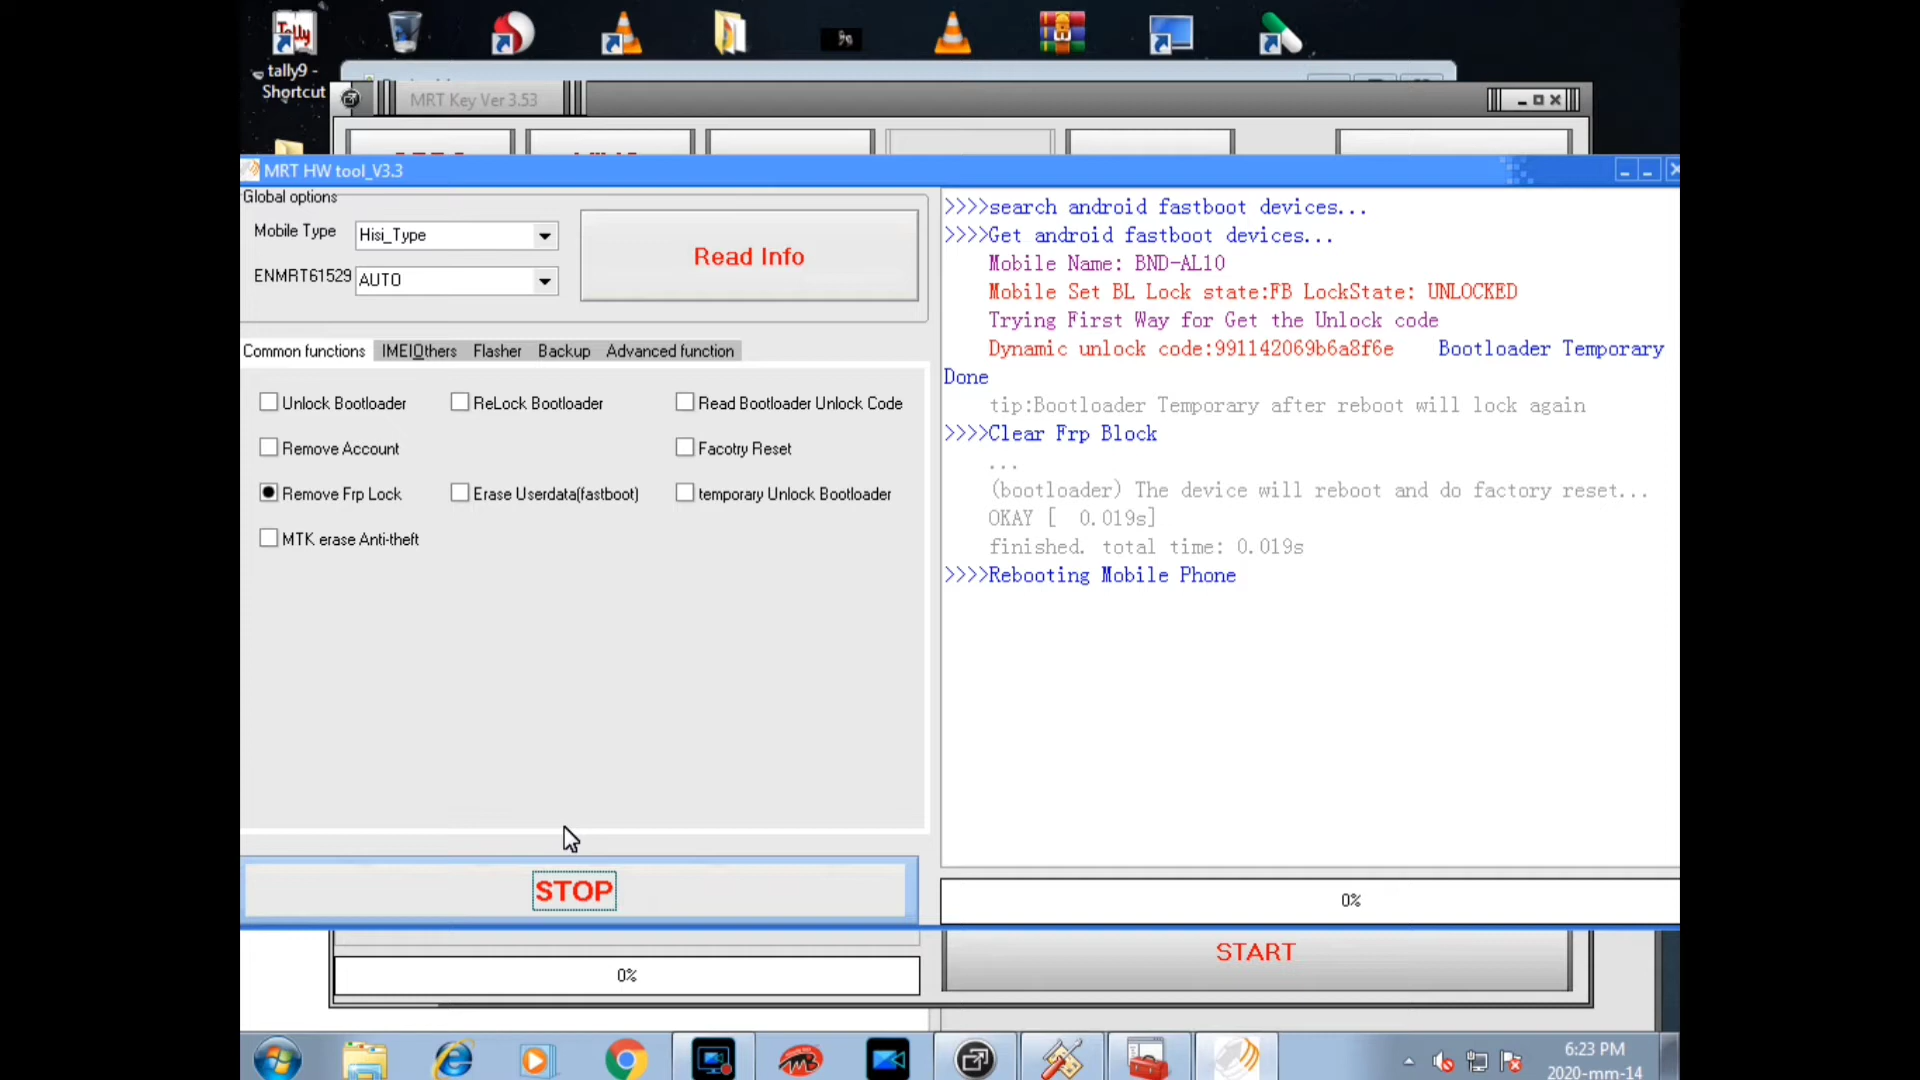 tally9 -
Shortcut
MRT Key Ver 3.53
MRT HW tool_V3.3
Global options
Mobile Type
Hisi_Type
ENMRT61529
AUTO
Read Info
Common functions
IMEIOthers
Flasher
Backup
Advanced function
Unlock Bootloader
ReLock Bootloader
Read Bootloader Unlock Code
Remove Account
Facotry Reset
Remove Frp Lock
Erase Userdata(fastboot)
temporary Unlock Bootloader
MTK erase Anti-theft
STOP
>>>>search android fastboot devices...
>>>>Get android fastboot devices...
Mobile Name: BND-AL10
Mobile Set BL Lock state:FB LockState: UNLOCKED
Trying First Way for Get the Unlock code
Dynamic unlock code:991142069b6a8f6e Bootloader Temporary
Done
tip:Bootloader Temporary after reboot will lock again
>>>>Clear Frp Block
...
(bootloader) The device will reboot and do factory reset...
OKAY [ 0.019s]
finished. total time: 0.019s
>>>>Rebooting Mobile Phone
0%
START
0%
6:23 PM
2020-mm-14